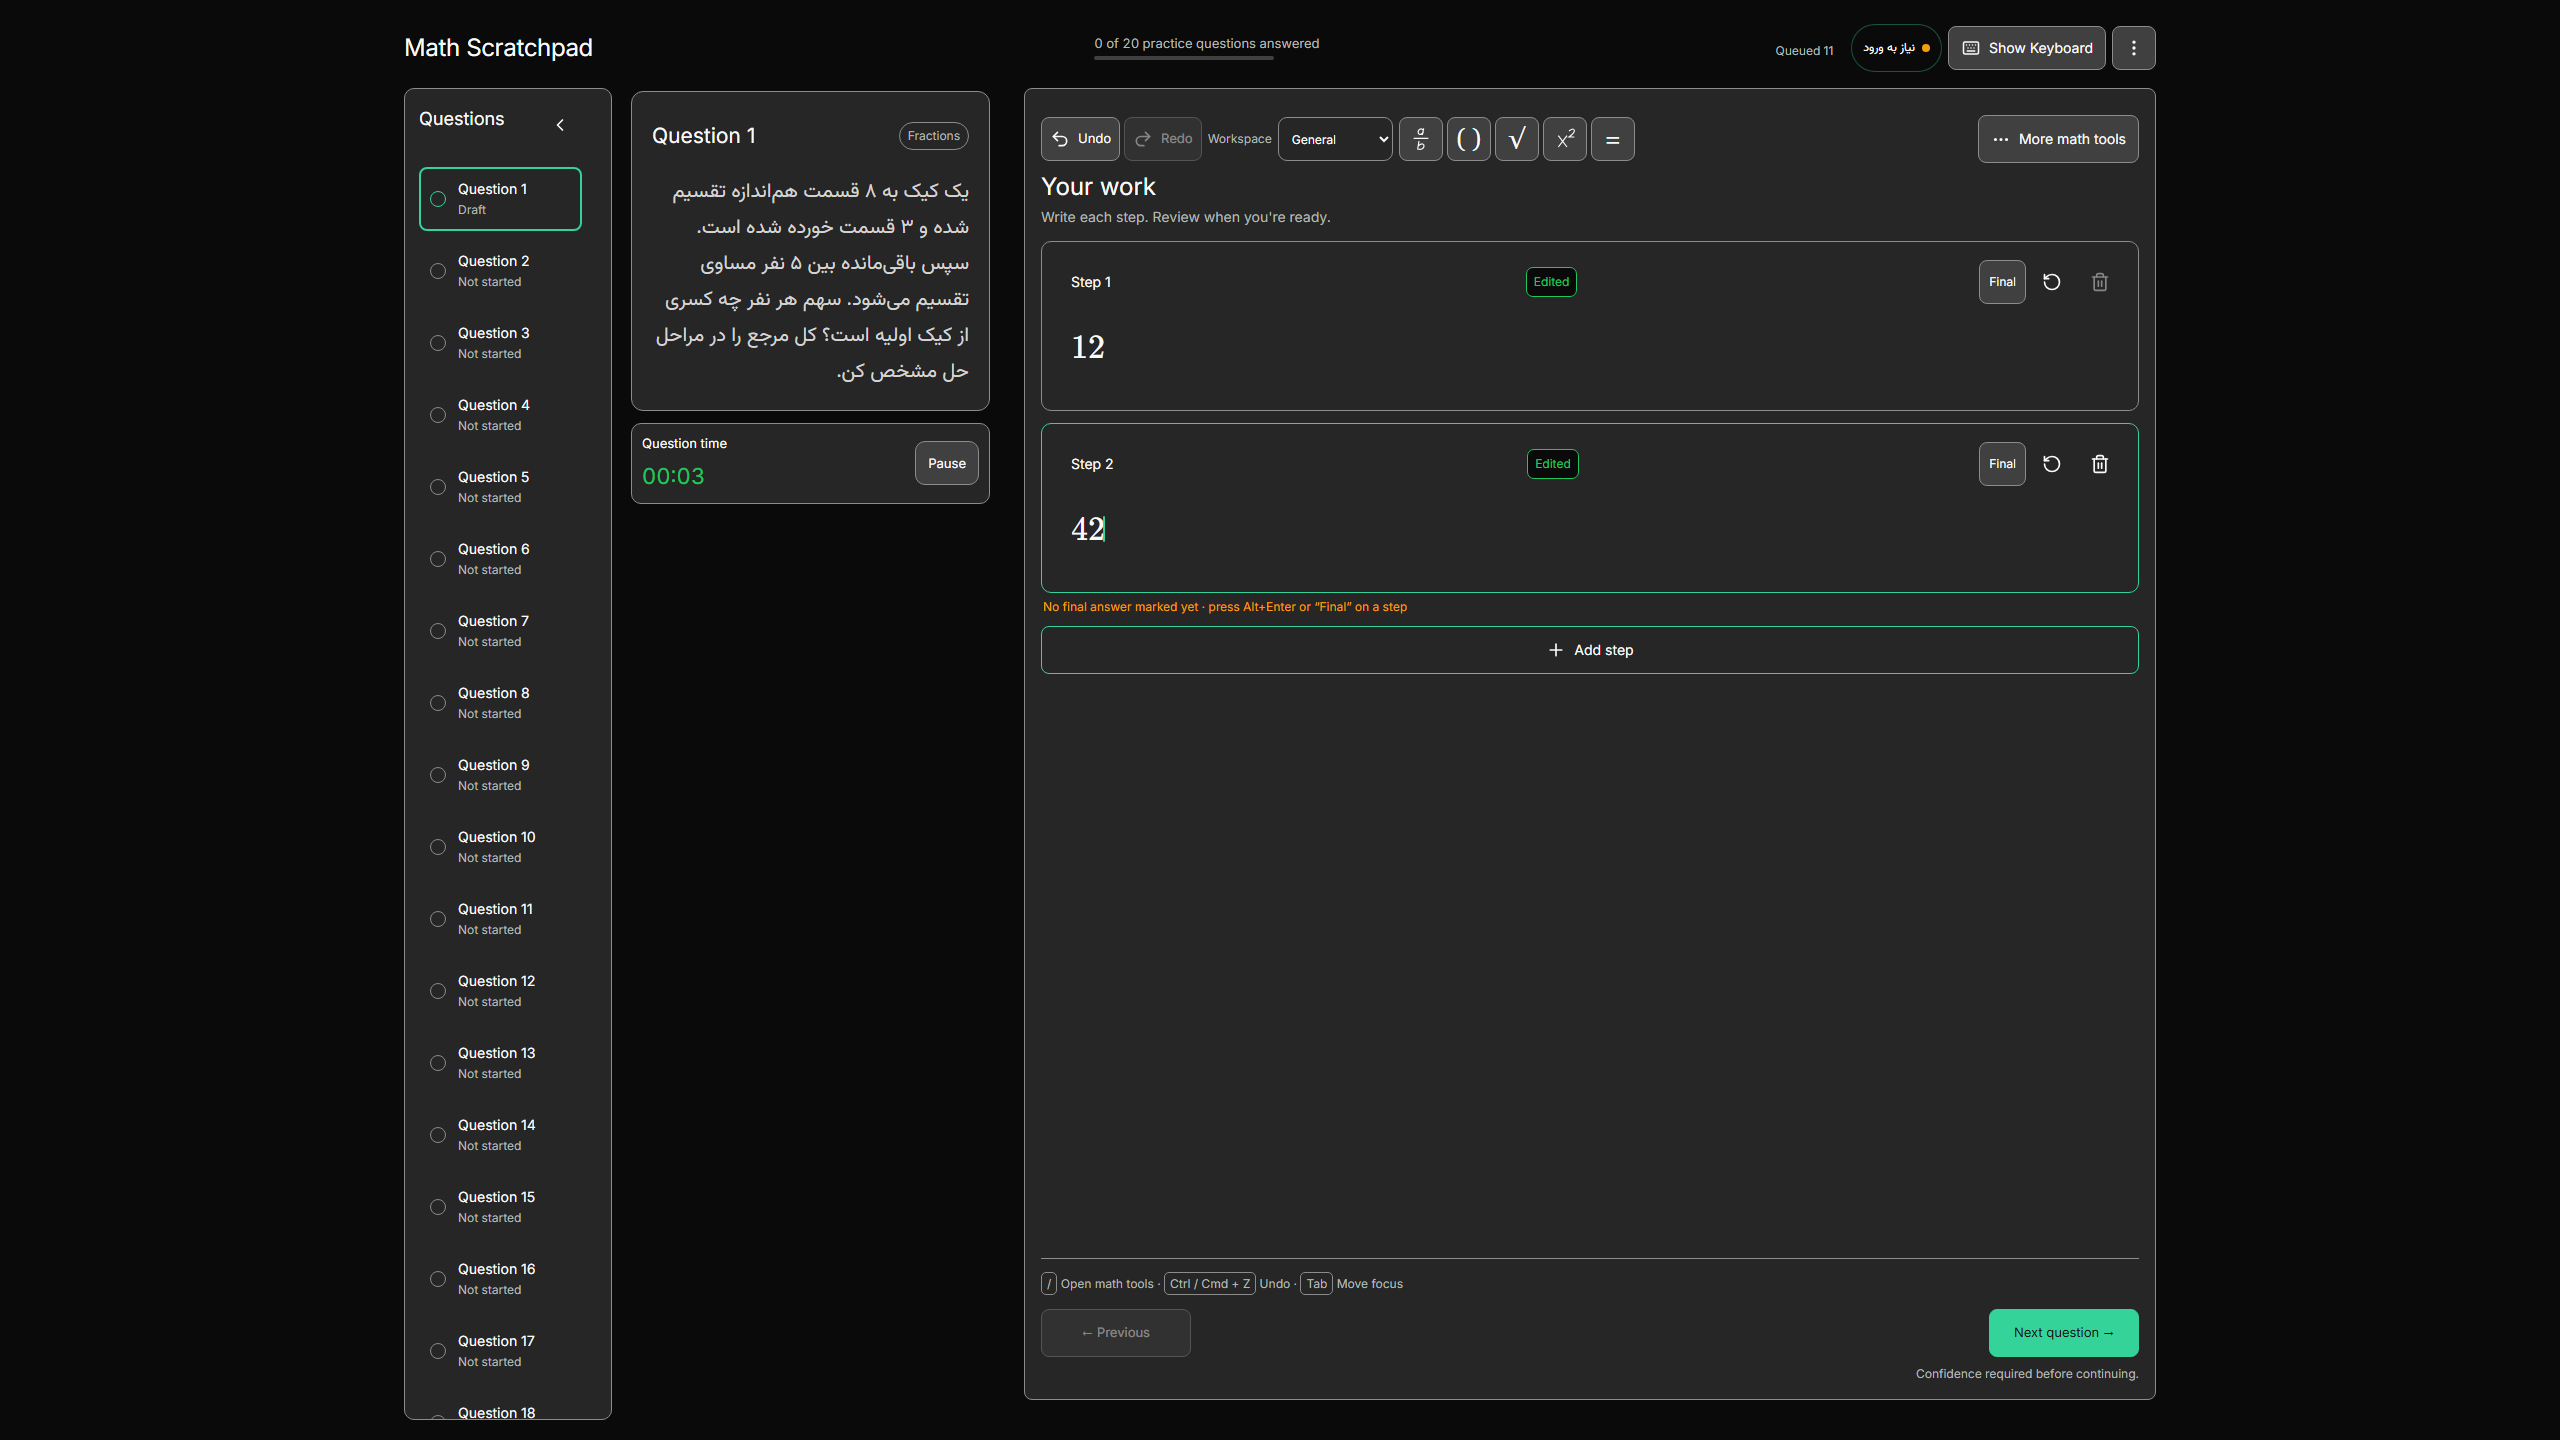 Math Scratchpad
0 of 20 practice questions answered
Queued 11
نیاز به ورود
Show Keyboard
Questions
Question 1
Draft
Question 2
Not started
Question 3
Not started
Question 4
Not started
Question 5
Not started
Question 6
Not started
Question 7
Not started
Question 8
Not started
Question 9
Not started
Question 10
Not started
Question 11
Not started
Question 12
Not started
Question 13
Not started
Question 14
Not started
Question 15
Not started
Question 16
Not started
Question 17
Not started
Question 18
Question 1
Fractions
یک کیک به ۸ قسمت هم‌اندازه تقسیم
شده و ۳ قسمت خورده شده است.
سپس باقی‌مانده بین ۵ نفر مساوی
تقسیم می‌شود. سهم هر نفر چه کسری
از کیک اولیه است؟ کل مرجع را در مراحل
حل مشخص کن.
Question time
00:03
Pause
Undo
Redo
Workspace
General
a/b
( )
√
x²
=
··· More math tools
Your work
Write each step. Review when you're ready.
Step 1
Edited
Final
12
Step 2
Edited
Final
42
No final answer marked yet · press Alt+Enter or “Final” on a step
+ Add step
/ Open math tools · Ctrl / Cmd + Z Undo · Tab Move focus
← Previous
Next question →
Confidence required before continuing.